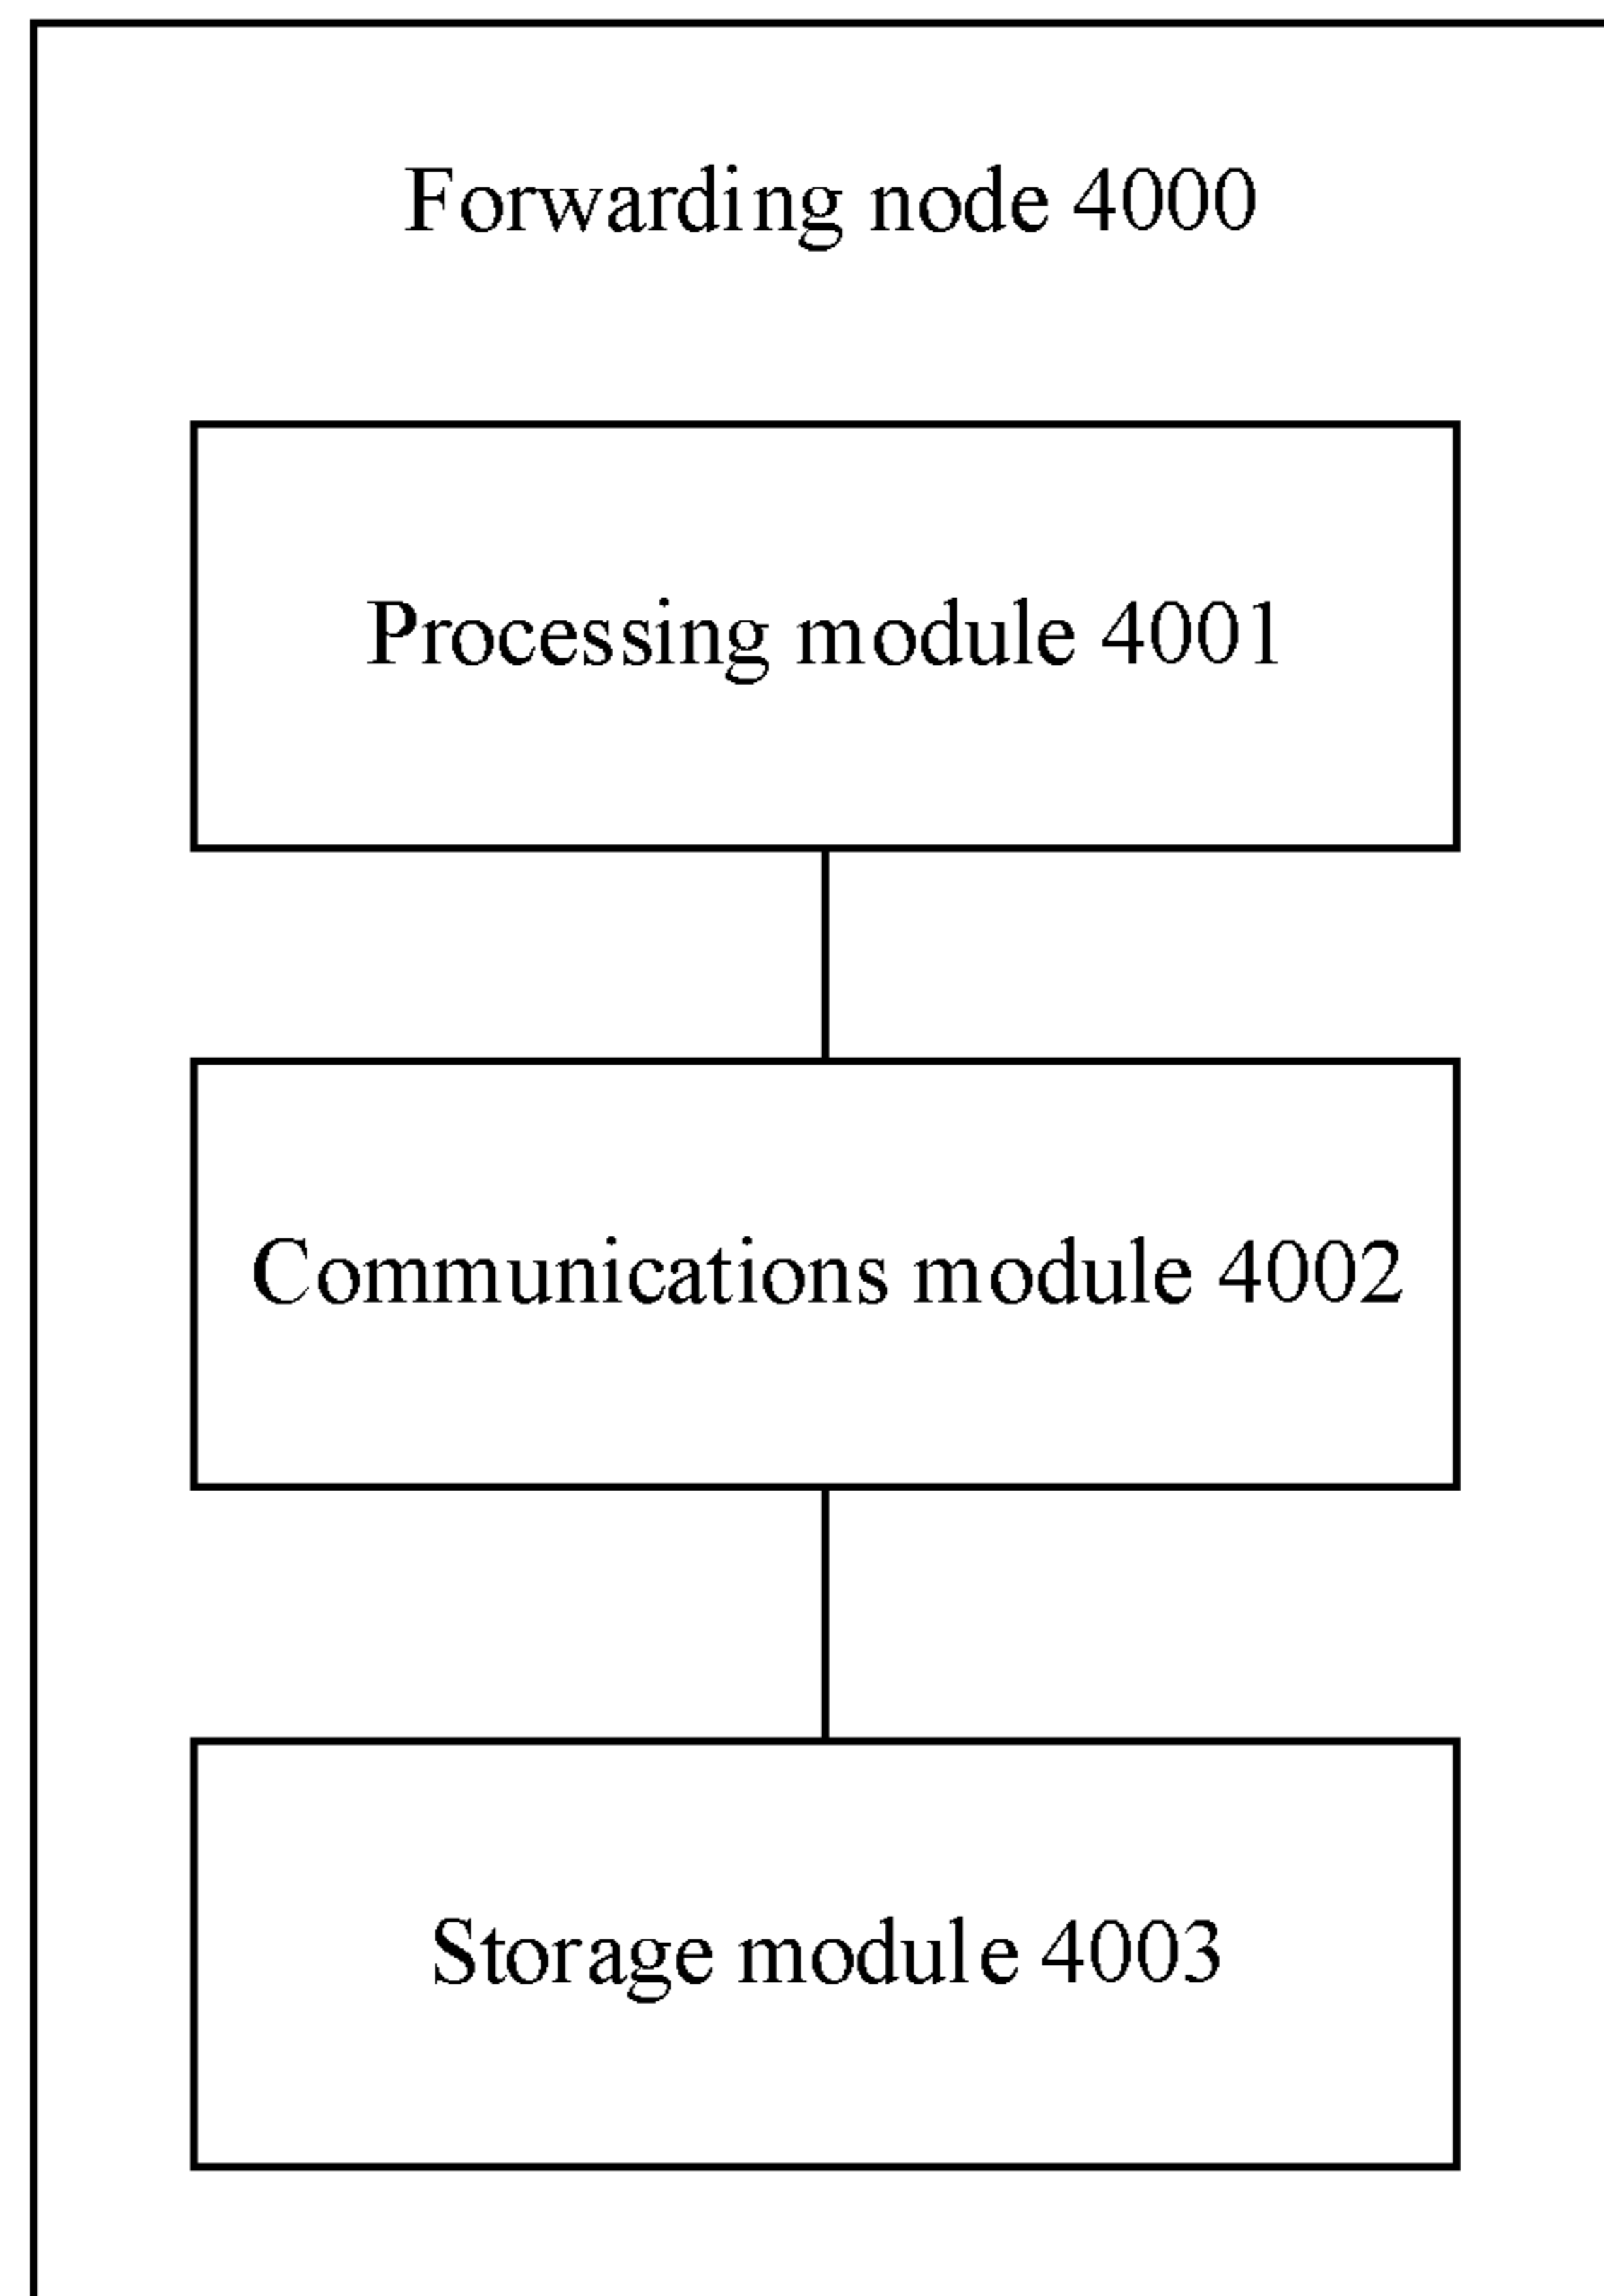 Forwarding node 4000
Processing module 4001
Communications module 4002
Storage module 4003